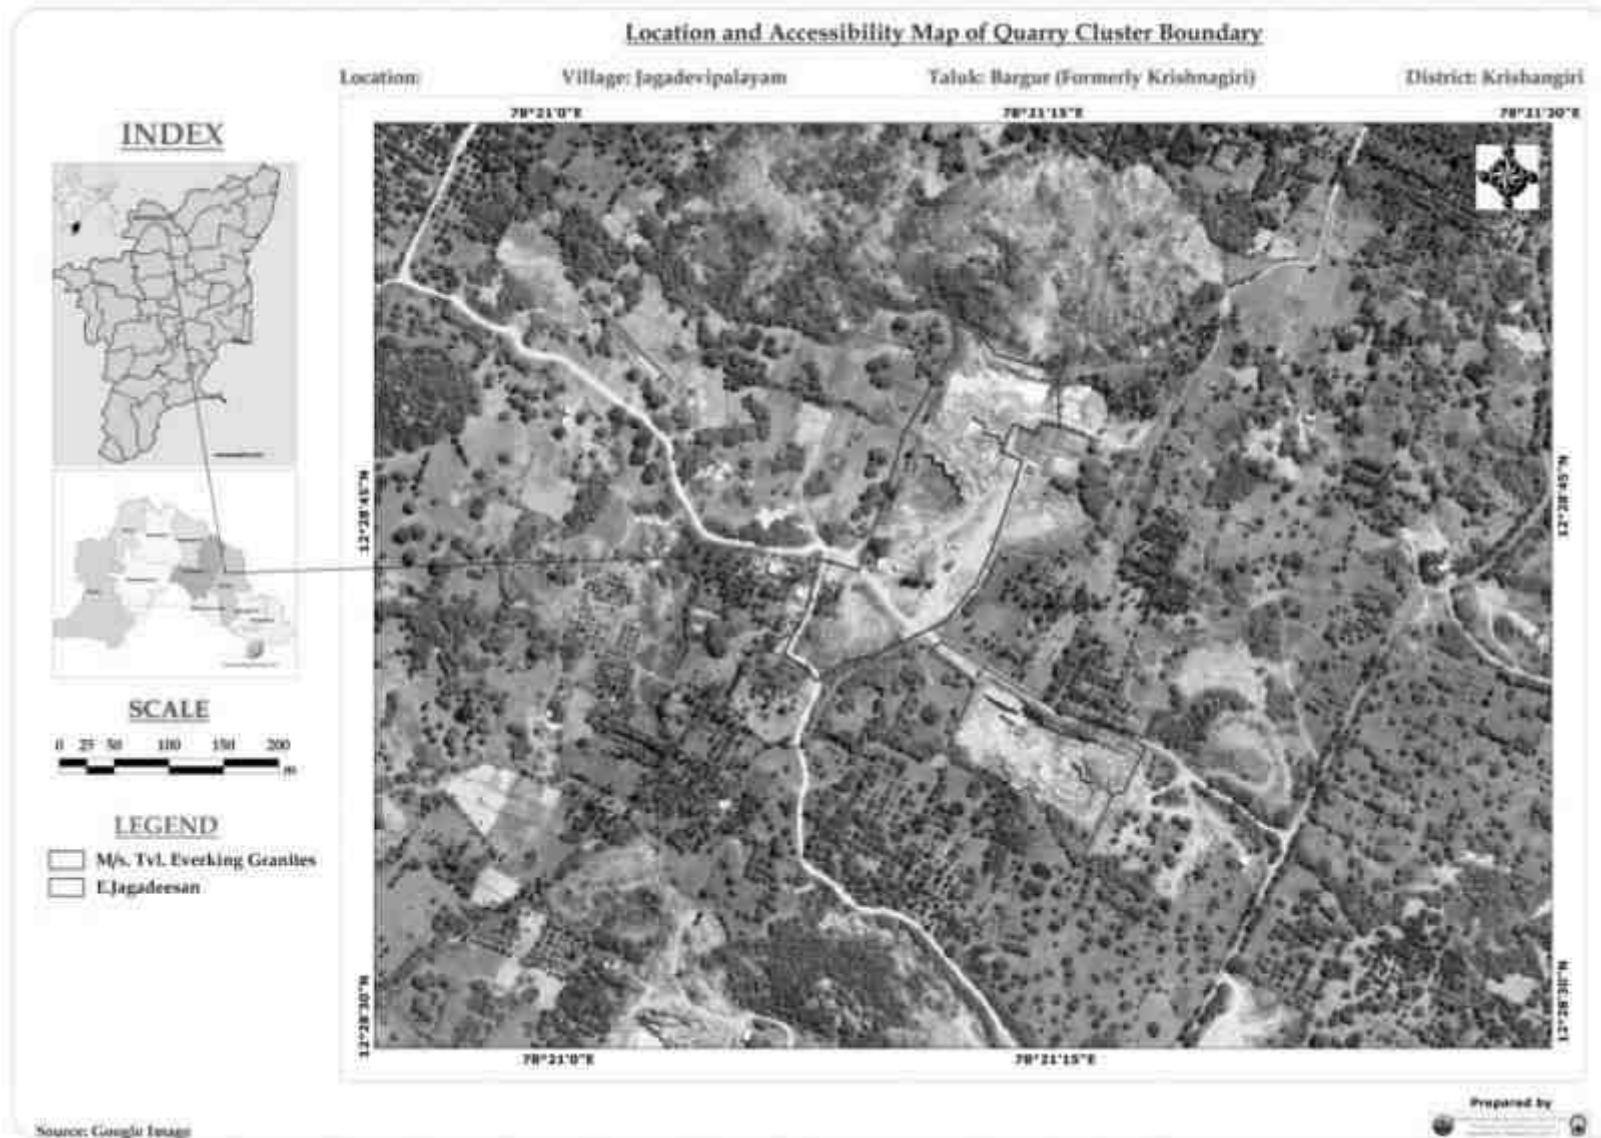 Location and Accessibility Map of Quarry Cluster Boundary
Location: Village: Jagadevipalayam Taluk: Bargur (Formerly Krishnagiri) District: Krishangiri
78°21'0"E 78°21'15"E 78°21'30"E
INDEX
12°28'45"N 12°28'45"N
SCALE
0 25 50 100 150 200
m
LEGEND
M/s. Tvl. Everking Granites
E.Jagadeesan
12°28'30"N 12°28'30"N
78°21'0"E 78°21'15"E
Prepared by
Source: Google Image